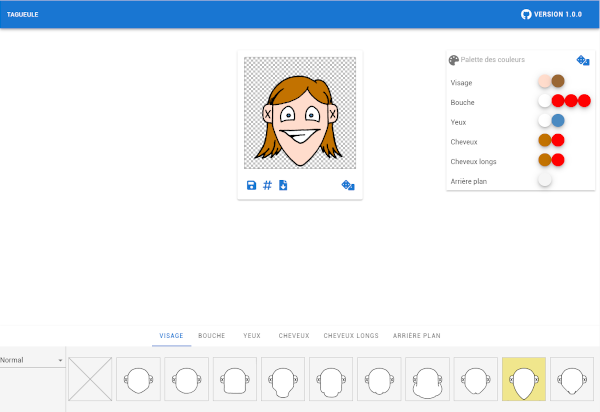 TAGUEULE
VERSION 1.0.0
Palette des couleurs
Visage
Bouche
Yeux
Cheveux
Cheveux longs
Arrière plan
VISAGE BOUCHE YEUX CHEVEUX CHEVEUX LONGS ARRIÈRE PLAN
Normal